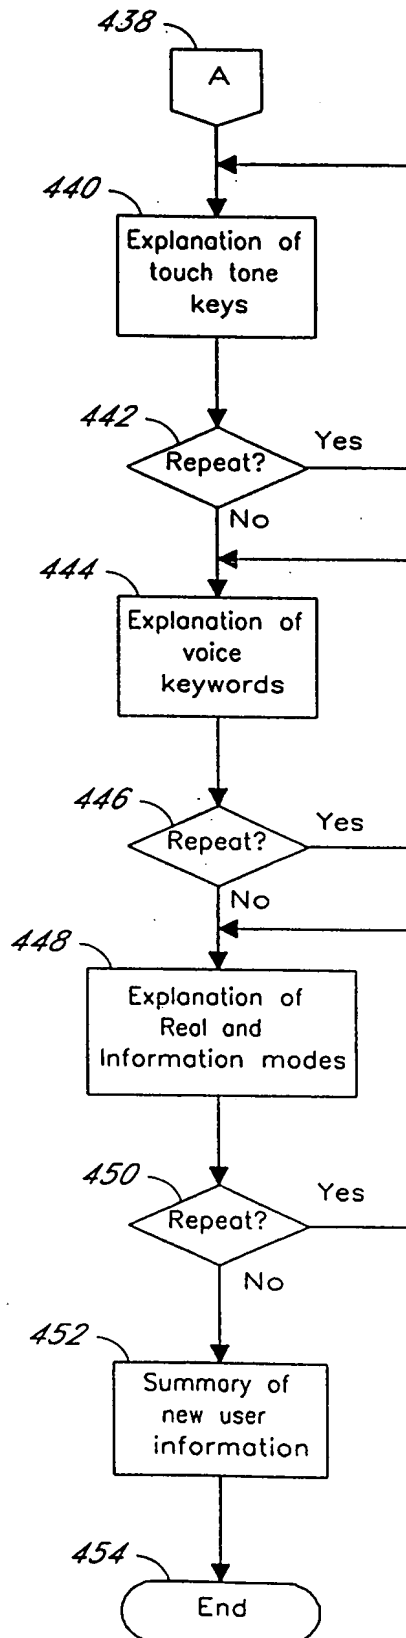 438
A
440
Explanation of
touch tone
keys
442
Repeat?
Yes
No
444
Explanation of
voice
keywords
446
Repeat?
Yes
No
448
Explanation of
Real and
Information modes
450
Repeat?
Yes
No
452
Summary of
new user
information
454
End